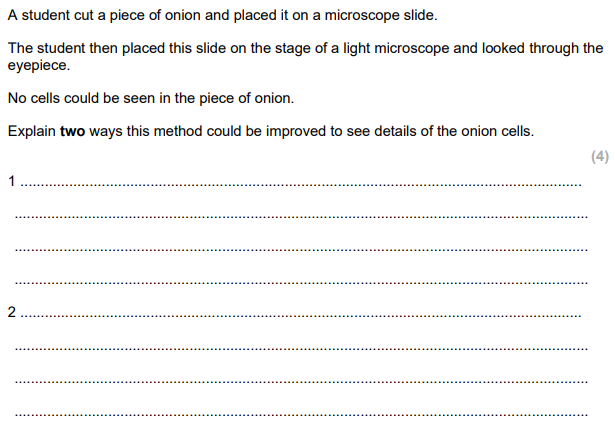 A student cut a piece of onion and placed it on a microscope slide.
The student then placed this slide on the stage of a light microscope and looked through the
eyepiece.
No cells could be seen in the piece of onion.
Explain two ways this method could be improved to see details of the onion cells.
(4)
1 ....................................................................................................................................
....................................................................................................................................
....................................................................................................................................
....................................................................................................................................
2 ....................................................................................................................................
....................................................................................................................................
....................................................................................................................................
....................................................................................................................................